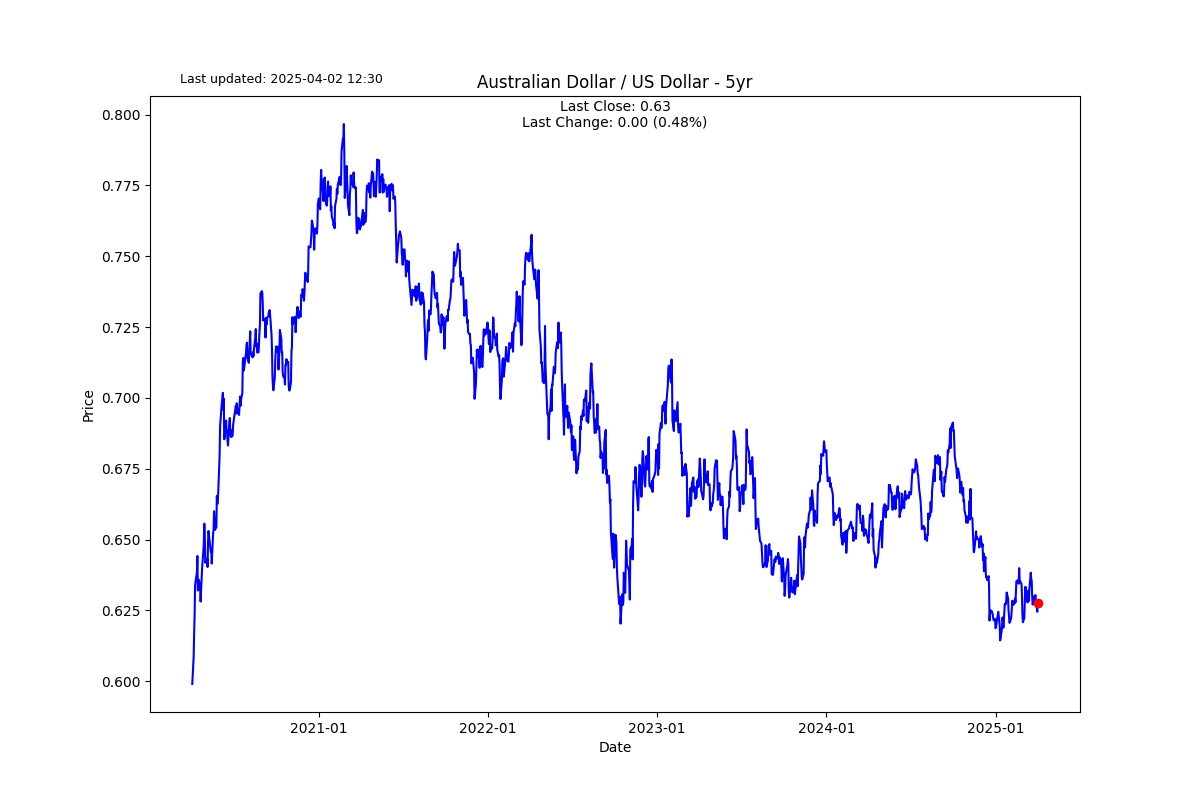 Last updated: 2025-04-02 12:30
Australian Dollar / US Dollar - 5yr
Last Close: 0.63
Last Change: 0.00 (0.48%)
0.800
0.775
0.750
0.725
0.700
0.675
0.650
0.625
0.600
Price
2021-01
2022-01
2023-01
2024-01
2025-01
Date